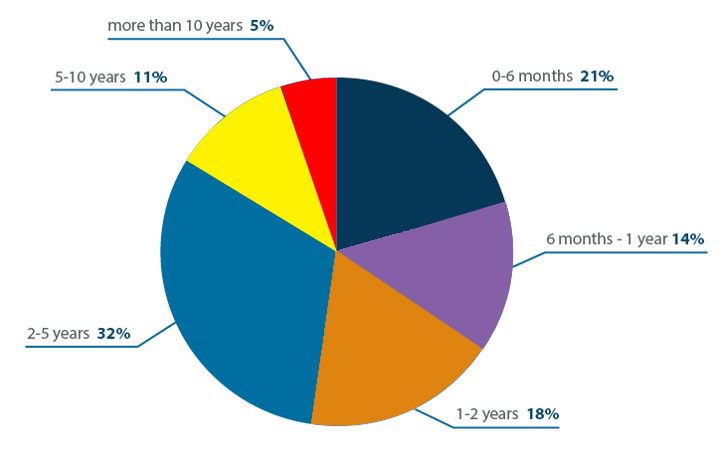 more than 10 years 5%
5-10 years 11%
0-6 months 21%
6 months - 1 year 14%
2-5 years 32%
1-2 years 18%